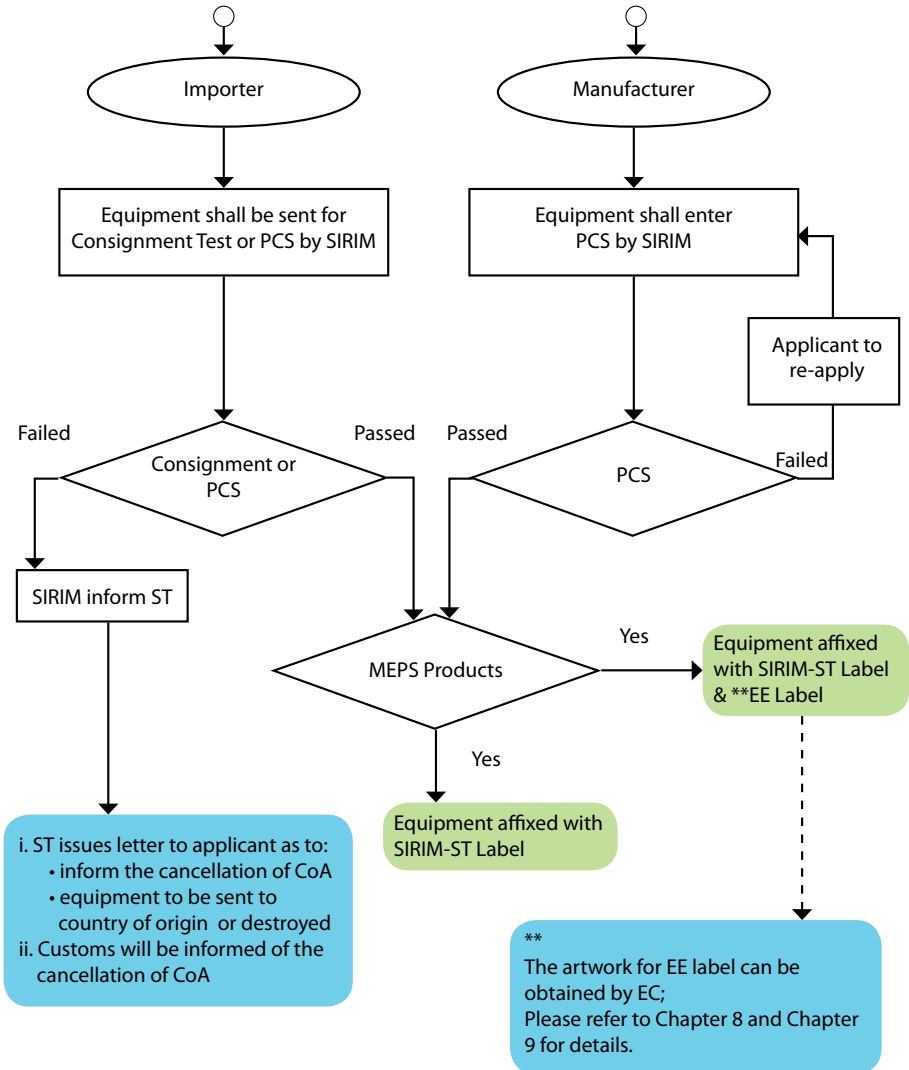 Importer
Manufacturer
Equipment shall be sent for
Consignment Test or PCS by SIRIM
Equipment shall enter
PCS by SIRIM
Applicant to
re-apply
Failed
Passed
Passed
Failed
Consignment or
PCS
PCS
SIRIM inform ST
MEPS Products
Yes
Equipment affixed
with SIRIM-ST Label
& **EE Label
Yes
Equipment affixed with
SIRIM-ST Label
i. ST issues letter to applicant as to:
• inform the cancellation of CoA
• equipment to be sent to
country of origin or destroyed
ii. Customs will be informed of the
cancellation of CoA
**
The artwork for EE label can be
obtained by EC;
Please refer to Chapter 8 and Chapter
9 for details.